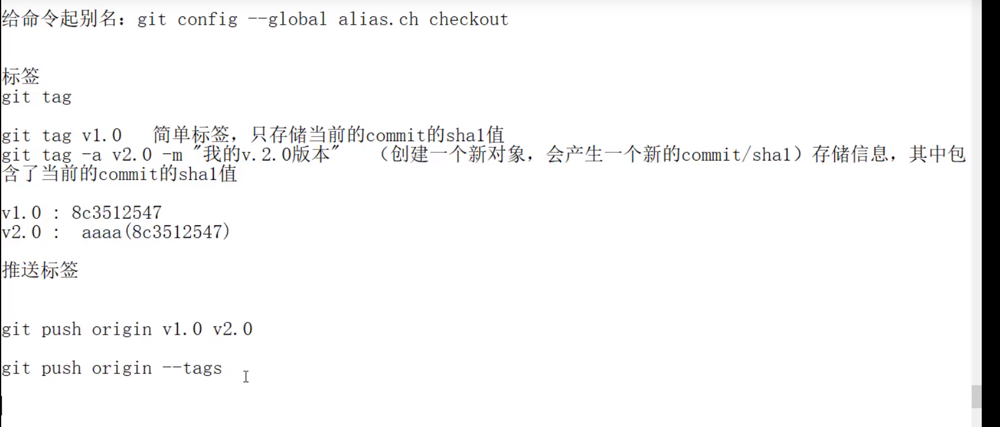 给命令起别名：git config --global alias.ch checkout
标签
git tag
git tag v1.0   简单标签，只存储当前的commit的sha1值
git tag -a v2.0 -m "我的v.2.0版本"   （创建一个新对象，会产生一个新的commit/sha1）存储信息，其中包
含了当前的commit的sha1值
v1.0 : 8c3512547
v2.0 :  aaaa(8c3512547)
推送标签
git push origin v1.0 v2.0
git push origin --tags